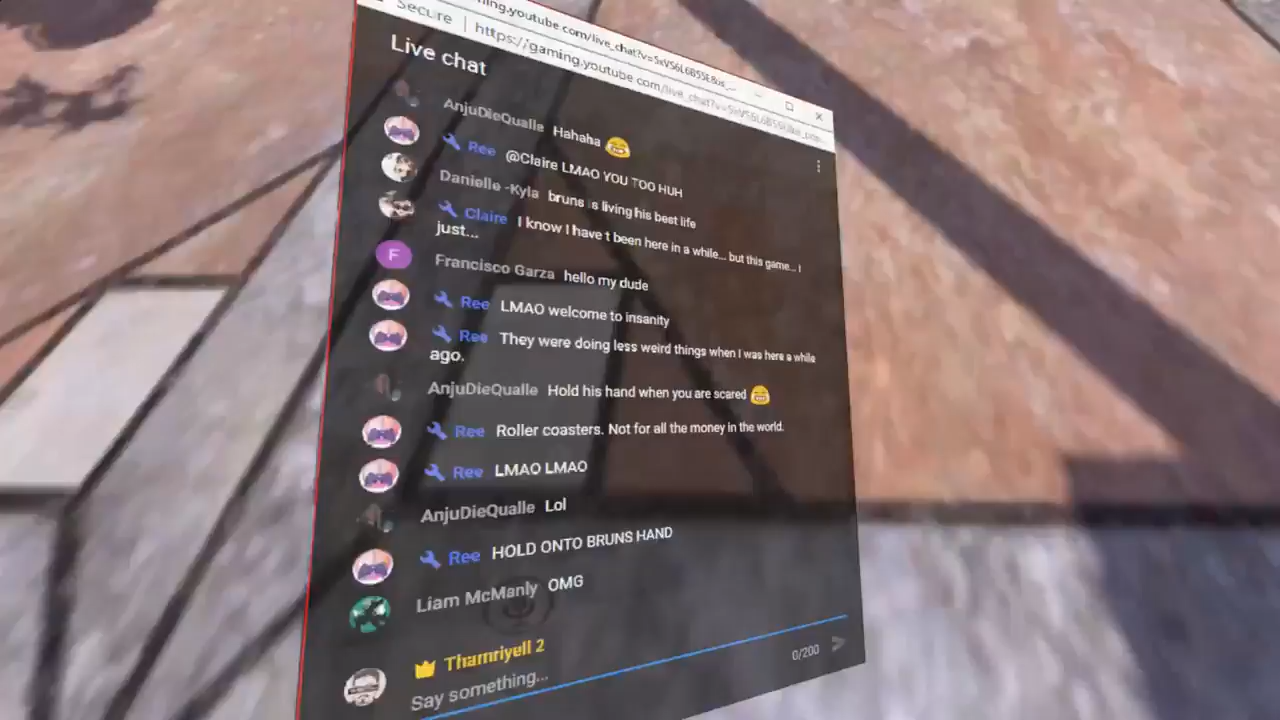 Secure | https://gaming.youtube.com/live_chat?v=
Live chat
AnjuDieQualle Hahaha
Ree @Claire LMAO YOU TOO HUH
Danielle -Kyla bruns is living his best life
Claire I know I have't been here in a while... but this game... I
just...
F
Francisco Garza hello my dude
Ree LMAO welcome to insanity
Ree They were doing less weird things when I was here a while
ago.
AnjuDieQualle Hold his hand when you are scared
Ree Roller coasters. Not for all the money in the world.
Ree LMAO LMAO
AnjuDieQualle Lol
Ree HOLD ONTO BRUNS HAND
Liam McManly OMG
Thamriyell 2
Say something...
0/200